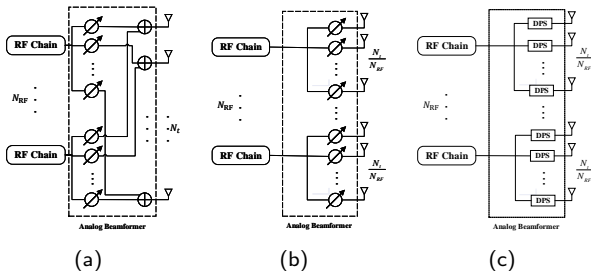 RF Chain
N_RF
RF Chain
N_t
Analog Beamformer
(a)
RF Chain
N_t
N_RF
N_RF
RF Chain
N_t
N_RF
Analog Beamformer
(b)
RF Chain
DPS
DPS
DPS
N_t
N_RF
N_RF
RF Chain
DPS
DPS
DPS
N_t
N_RF
Analog Beamformer
(c)